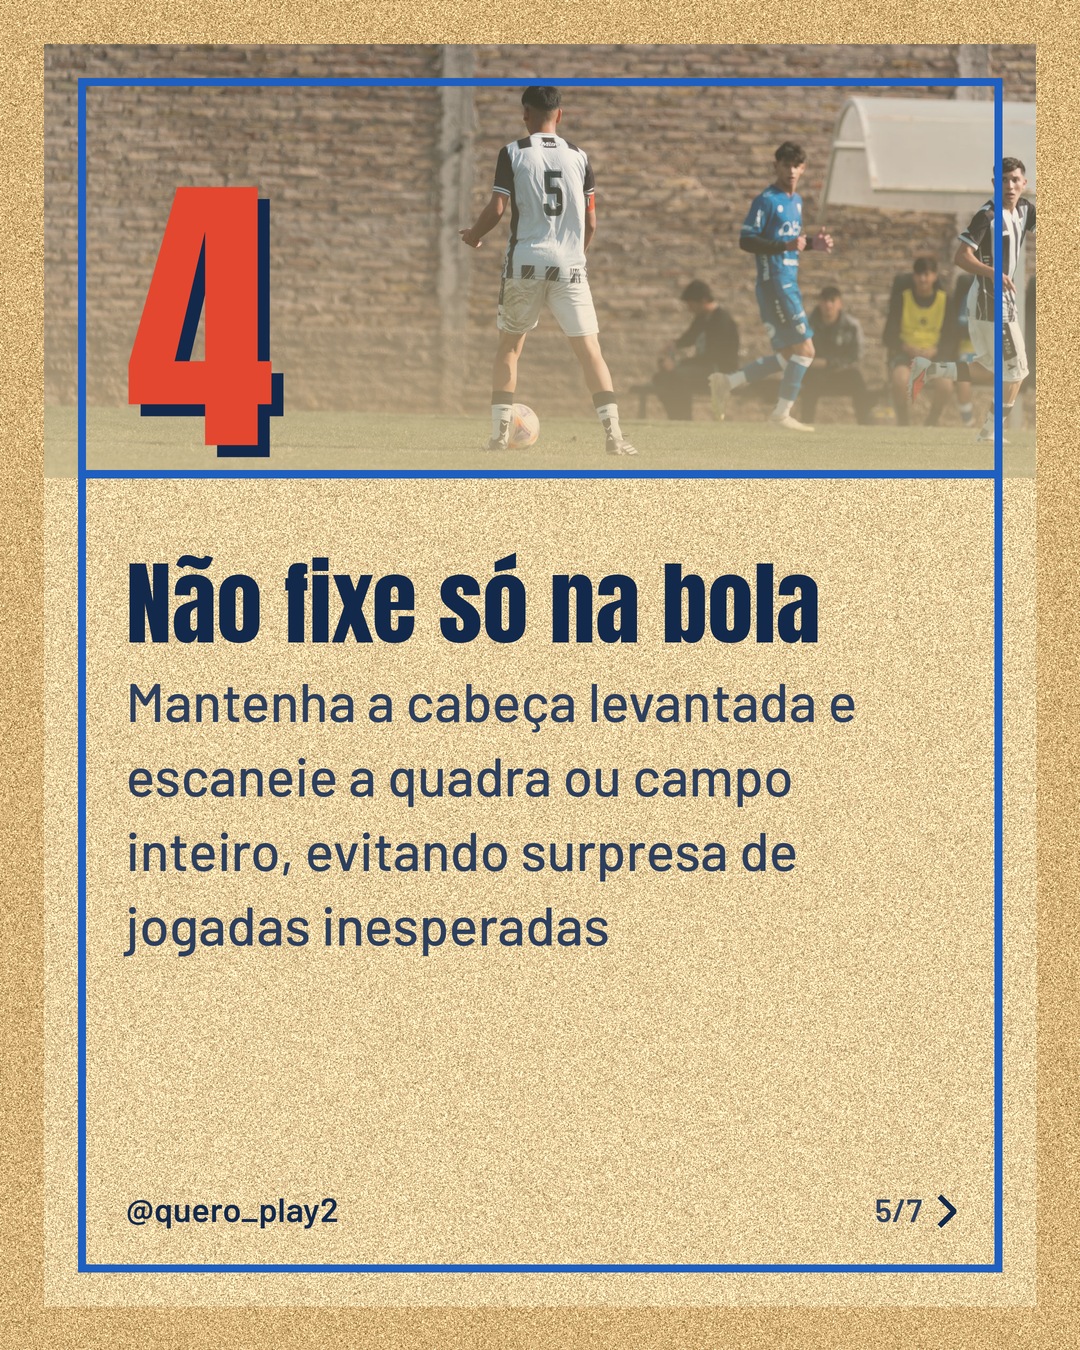 4
5
Não fixe só na bola
Mantenha a cabeça levantada e
escaneie a quadra ou campo
inteiro, evitando surpresa de
jogadas inesperadas
@quero_play2
5/7